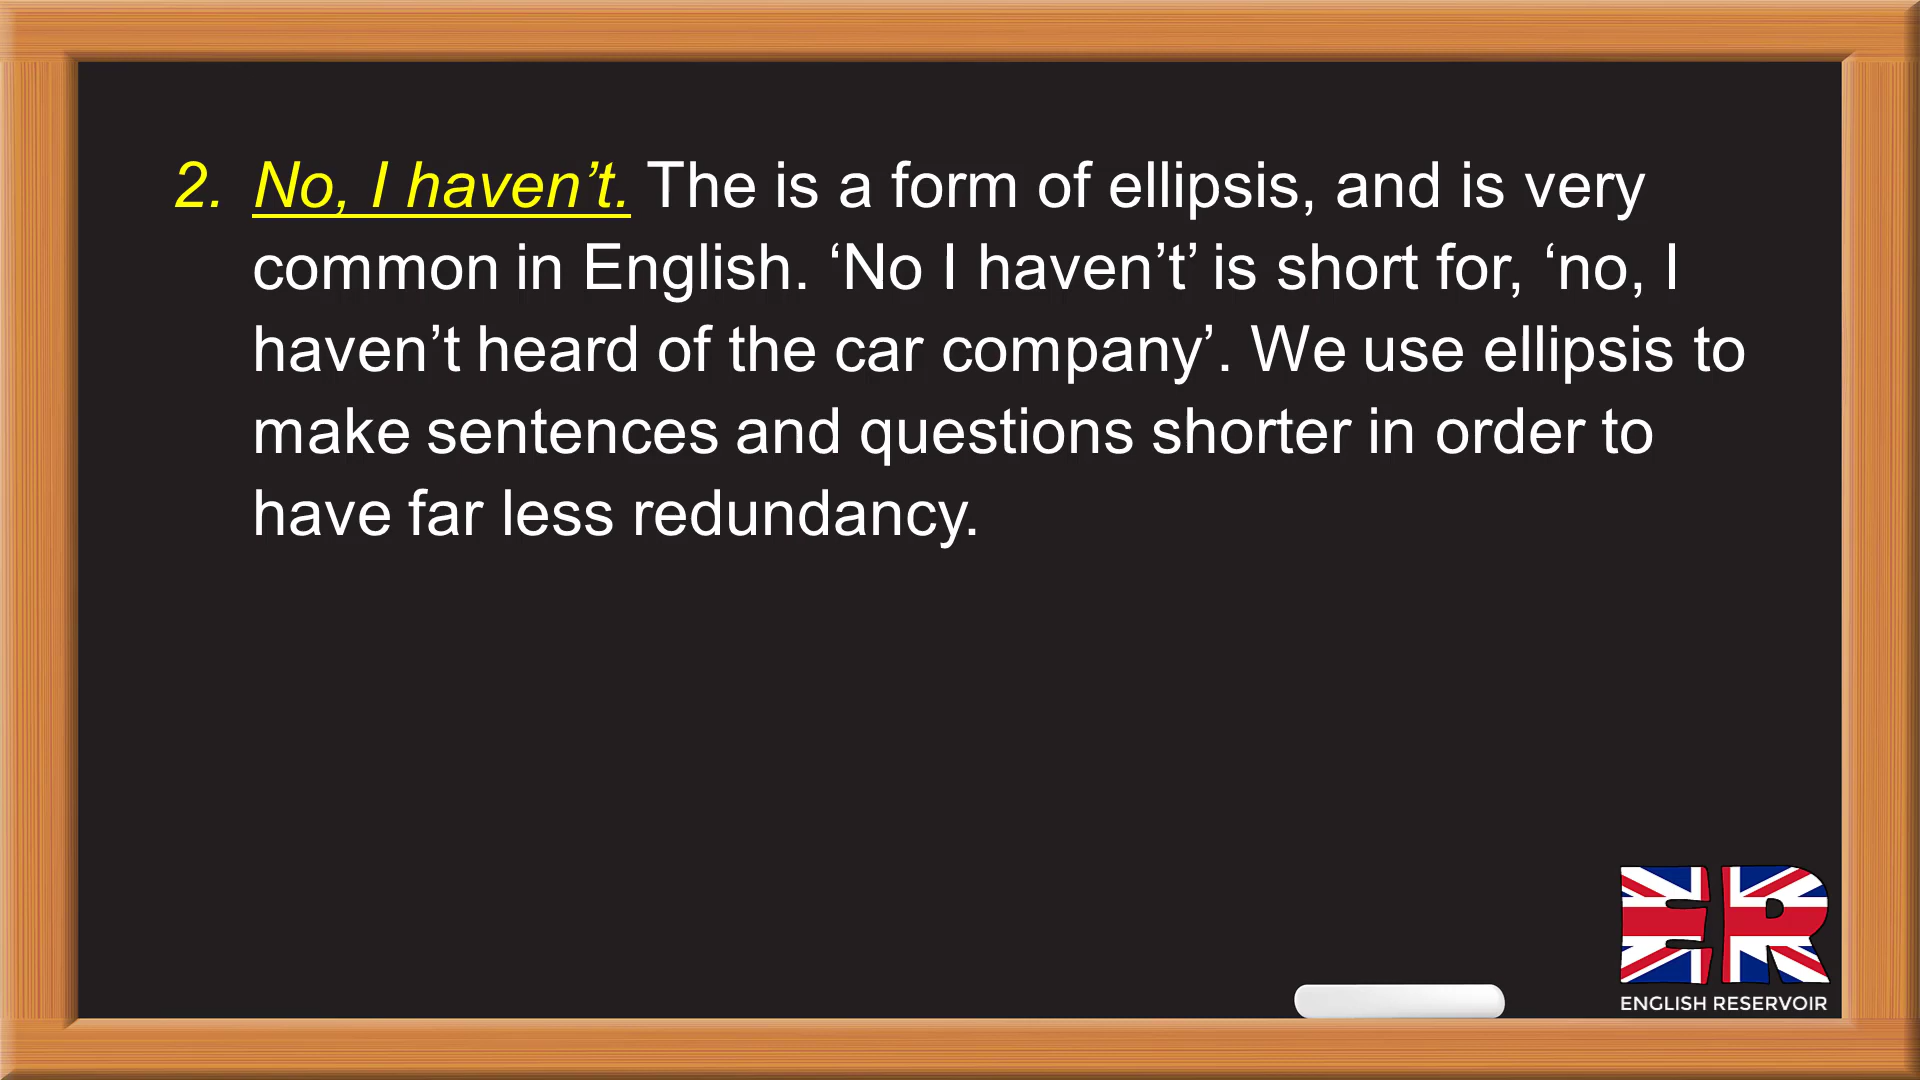 2. No, I haven’t. The is a form of ellipsis, and is very
common in English. ‘No I haven’t’ is short for, ‘no, I
haven’t heard of the car company’. We use ellipsis to
make sentences and questions shorter in order to
have far less redundancy.
ER
ENGLISH RESERVOIR